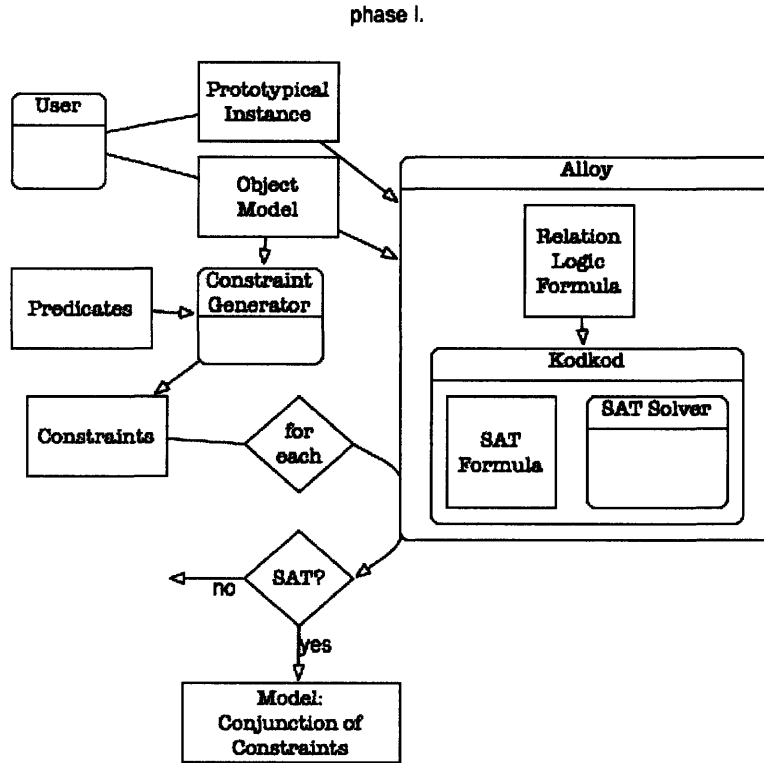 phase I.
User
Prototypical
Instance
Object
Model
Alloy
Relation
Logic
Formula
Predicates
Constraint
Generator
Kodkod
Constraints
for
each
SAT
Formula
SAT Solver
SAT?
no
yes
Model:
Conjunction of
Constraints